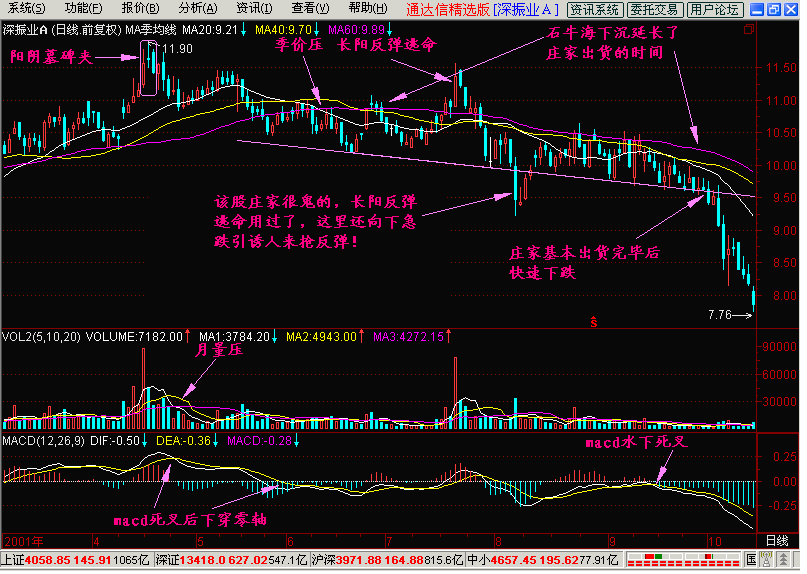 系统(S) 功能(F) 报价(B) 分析(A) 资讯(I) 查看(V) 帮助(H) 通达信精选版 [深振业A] 资讯系统 委托交易 用户论坛
深振业A (日线.前复权) MA季均线 MA20:9.21↓ MA40:9.70↓ MA60:9.89↓
阳阴墓碑夹
11.90
季价压 长阳反弹逃命
石牛海下沉延长了
庄家出货的时间
11.50
11.00
10.50
10.00
9.50
9.00
8.50
8.00
该股庄家很鬼的，长阳反弹
逃命用过了，这里还向下急
跌引诱人来抢反弹！
庄家基本出货完毕后
快速下跌
7.76
$
VOL2(5,10,20) VOLUME:7182.00↑ MA1:3784.20↓ MA2:4943.00↑ MA3:4272.15↑
月量压
90000
60000
30000
MACD(12,26,9) DIF:-0.50↓ DEA:-0.36↓ MACD:-0.28↓
macd水下死叉
0.25
0.00
-0.25
macd死叉后下穿零轴
2001年 4 5 6 7 8 9 10 日线
上证4058.85 145.91 1065亿 深证13418.0 627.02 547.1亿 沪深3971.88 164.88 815.6亿 中小4657.45 195.62 77.91亿 国